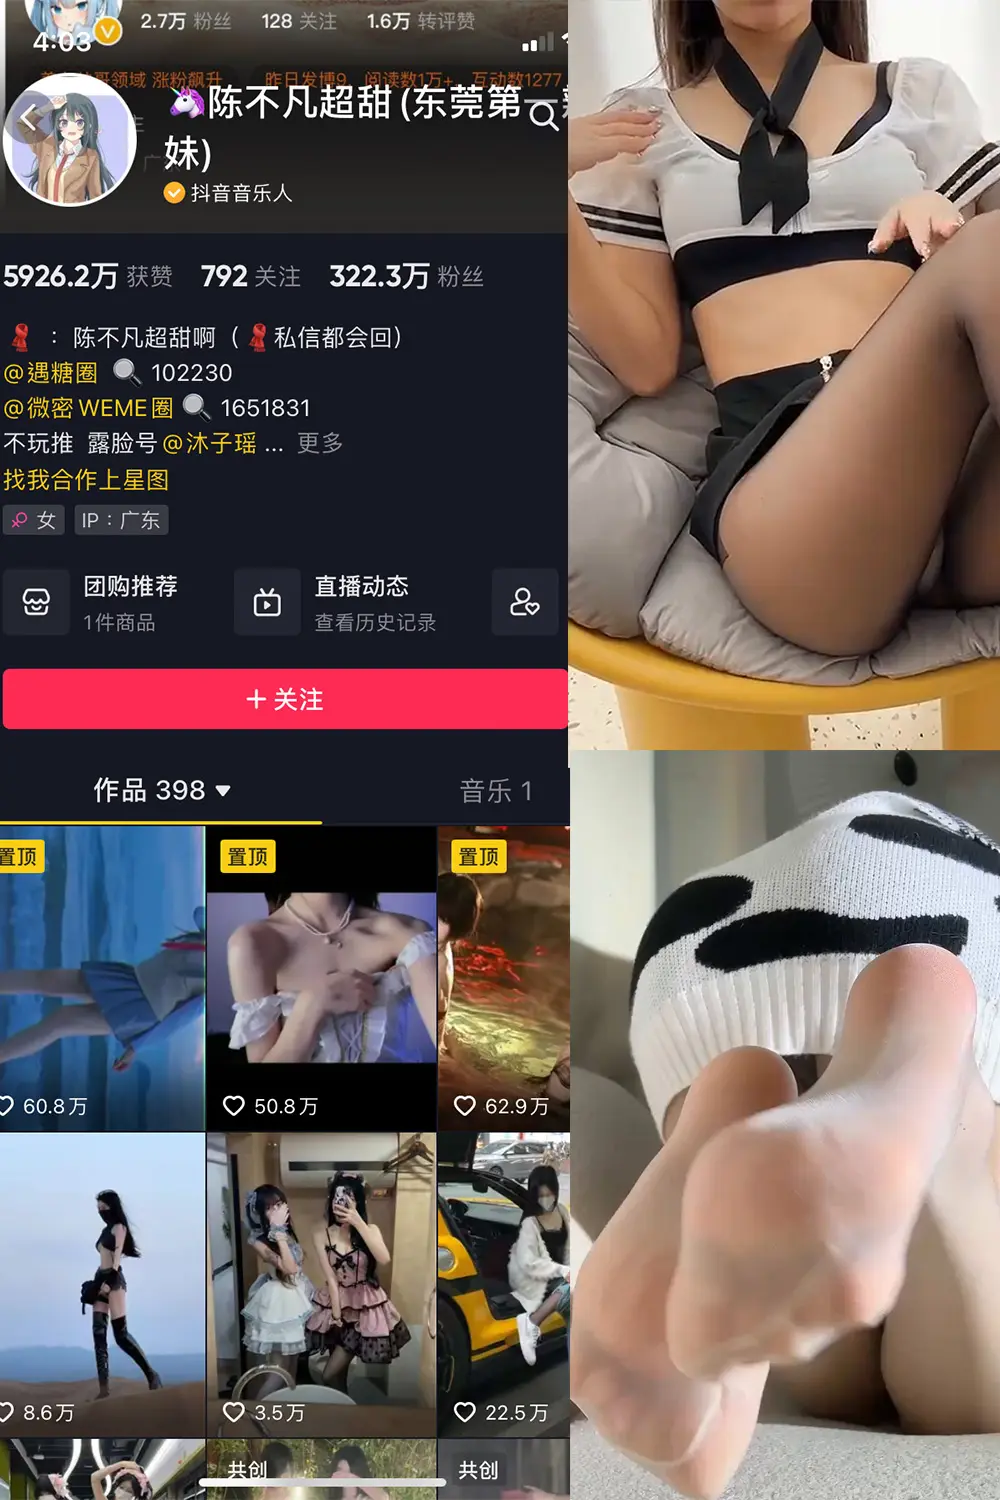 2.7万 粉丝 128 关注 1.6万 转评赞
4:03
领域 涨粉飙升 昨日发博9 阅读数1万+ 互动数1277
陈不凡超甜 (东莞第一
妹)
抖音音乐人
5926.2万 获赞 792 关注 322.3万 粉丝
： 陈不凡超甜啊（ 私信都会回）
@遇糖圈 102230
@微密WEME圈 1651831
不玩推 露脸号@沐子瑶 ... 更多
找我合作上星图
女 IP：广东
团购推荐 直播动态
1件商品 查看历史记录
+ 关注
作品 398 音乐 1
置顶 置顶 置顶
60.8万 50.8万 62.9万
8.6万 3.5万 22.5万
共创 共创